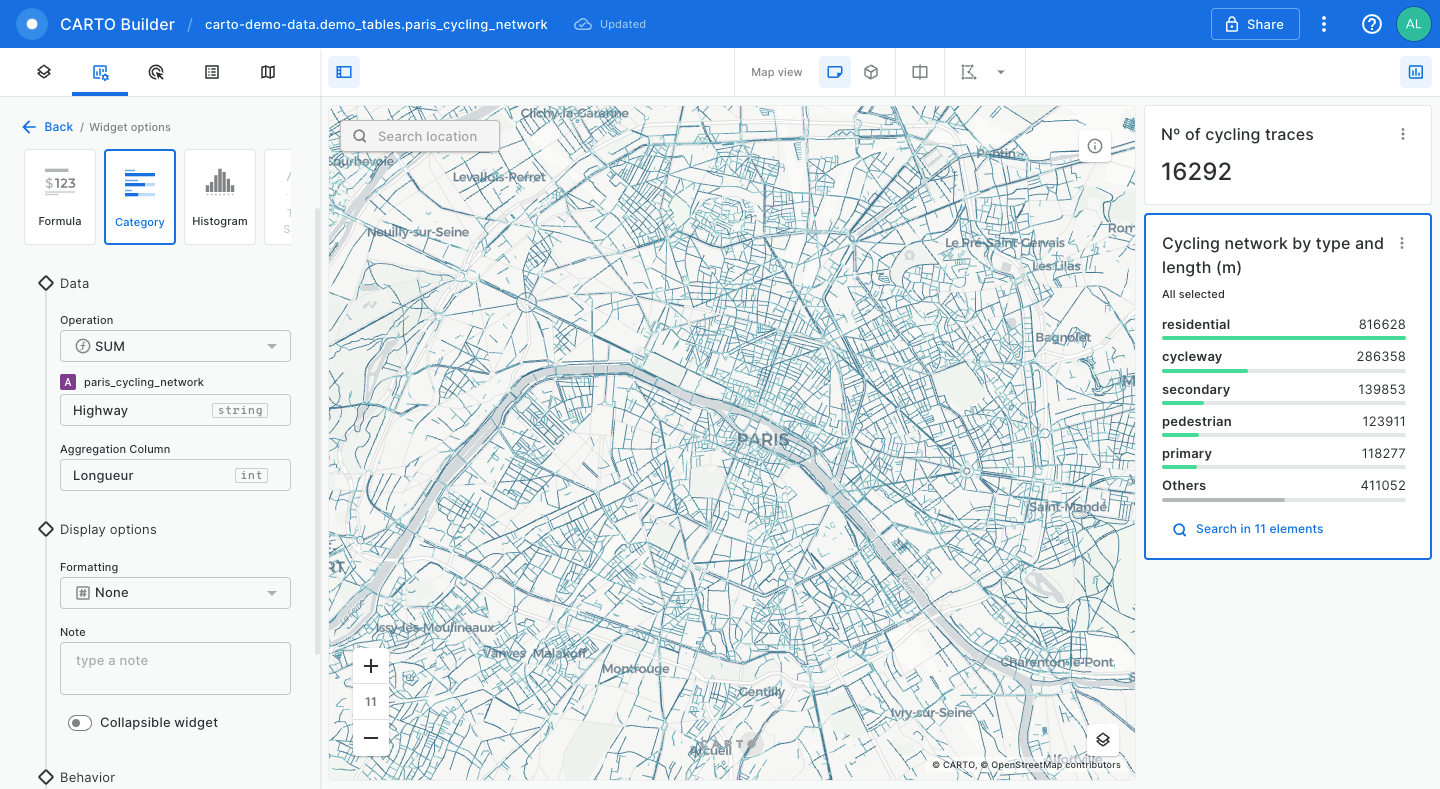 CARTO Builder / carto-demo-data.demo_tables.paris_cycling_network Updated
Share
AL
Map view
Back / Widget options
$123
Formula
Category
Histogram
Data
Operation
SUM
A paris_cycling_network
Highway string
Aggregation Column
Longueur int
Display options
Formatting
None
Note
type a note
Collapsible widget
Behavior
Search location
Clichy-la-Garenne
Courbevoie
Levallois-Perret
Pantin
Neuilly-sur-Seine
Le Pré-Saint-Gervais
Les Lilas
Bagnolet
PARIS
Saint-Mandé
Issy-les-Moulineaux
Vanves
Malakoff
Montrouge
Charenton-le-Pont
Gentilly
Ivry-sur-Seine
CARTO
Arcueil
Alfortville
+
11
−
© CARTO, © OpenStreetMap contributors
Nº of cycling traces
16292
Cycling network by type and
length (m)
All selected
residential 816628
cycleway 286358
secondary 139853
pedestrian 123911
primary 118277
Others 411052
Search in 11 elements